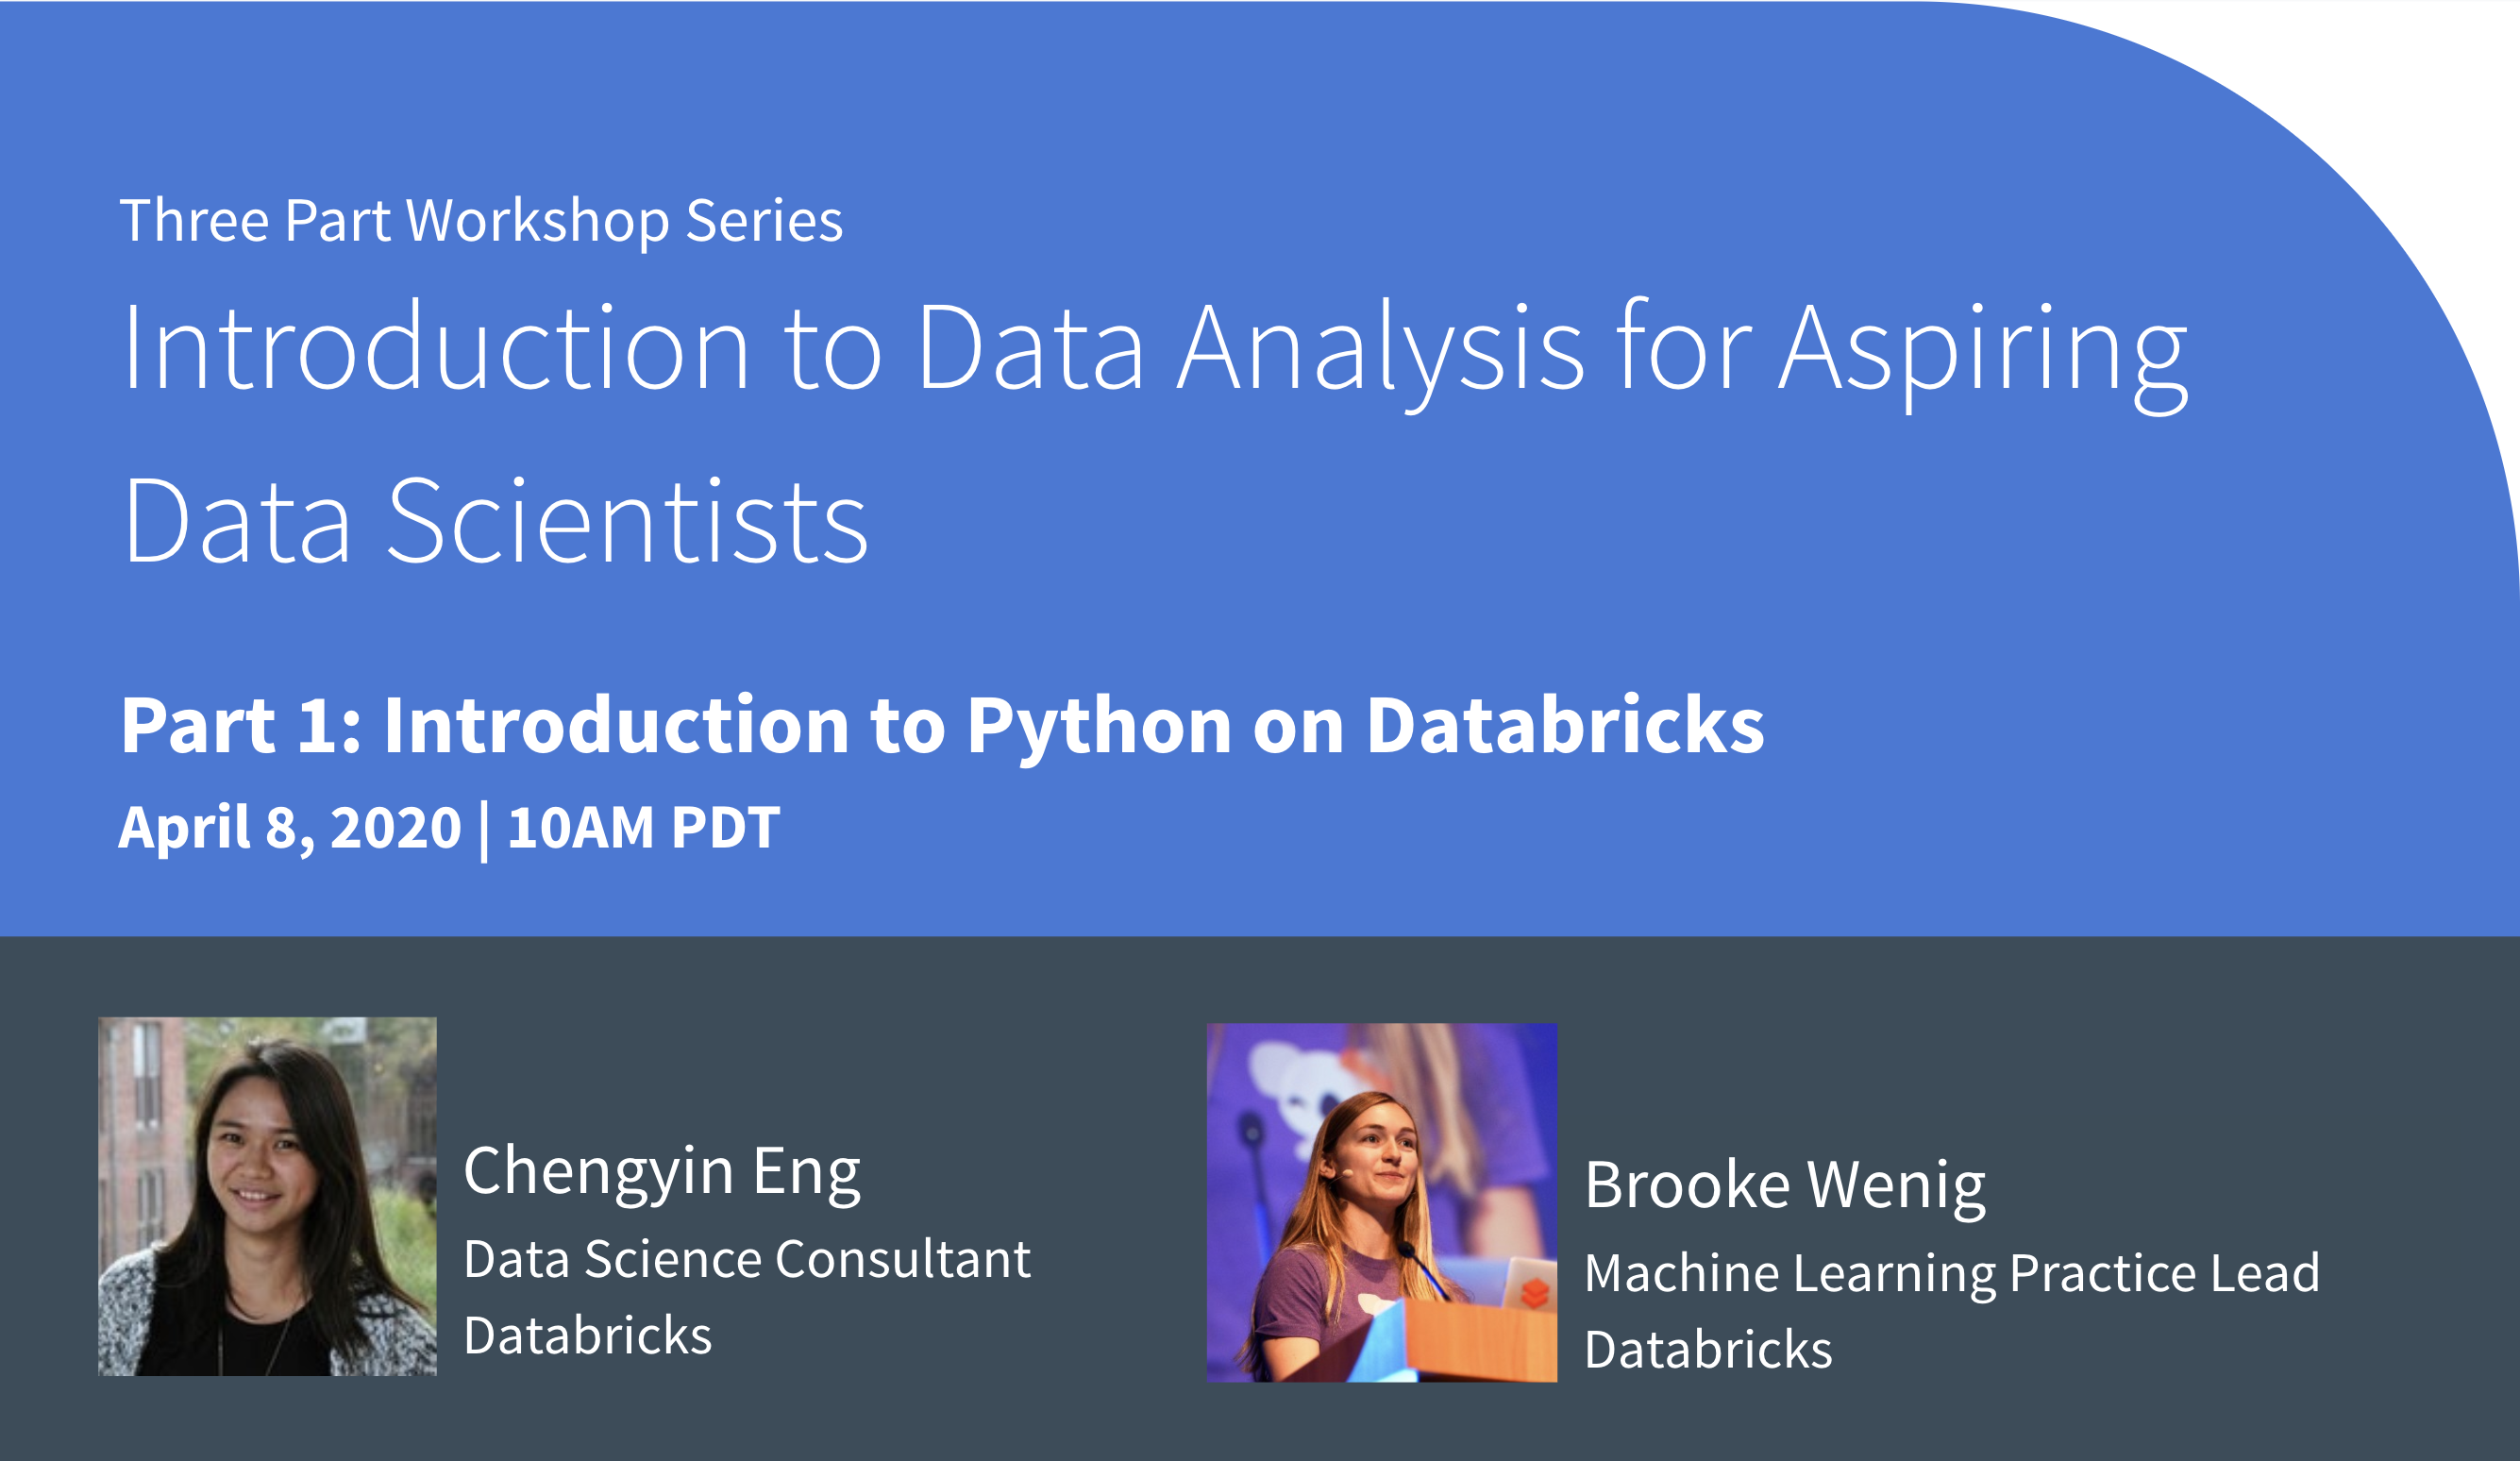 Three Part Workshop Series
Introduction to Data Analysis for Aspiring
Data Scientists
Part 1: Introduction to Python on Databricks
April 8, 2020 | 10AM PDT
Chengyin Eng
Data Science Consultant
Databricks
Brooke Wenig
Machine Learning Practice Lead
Databricks